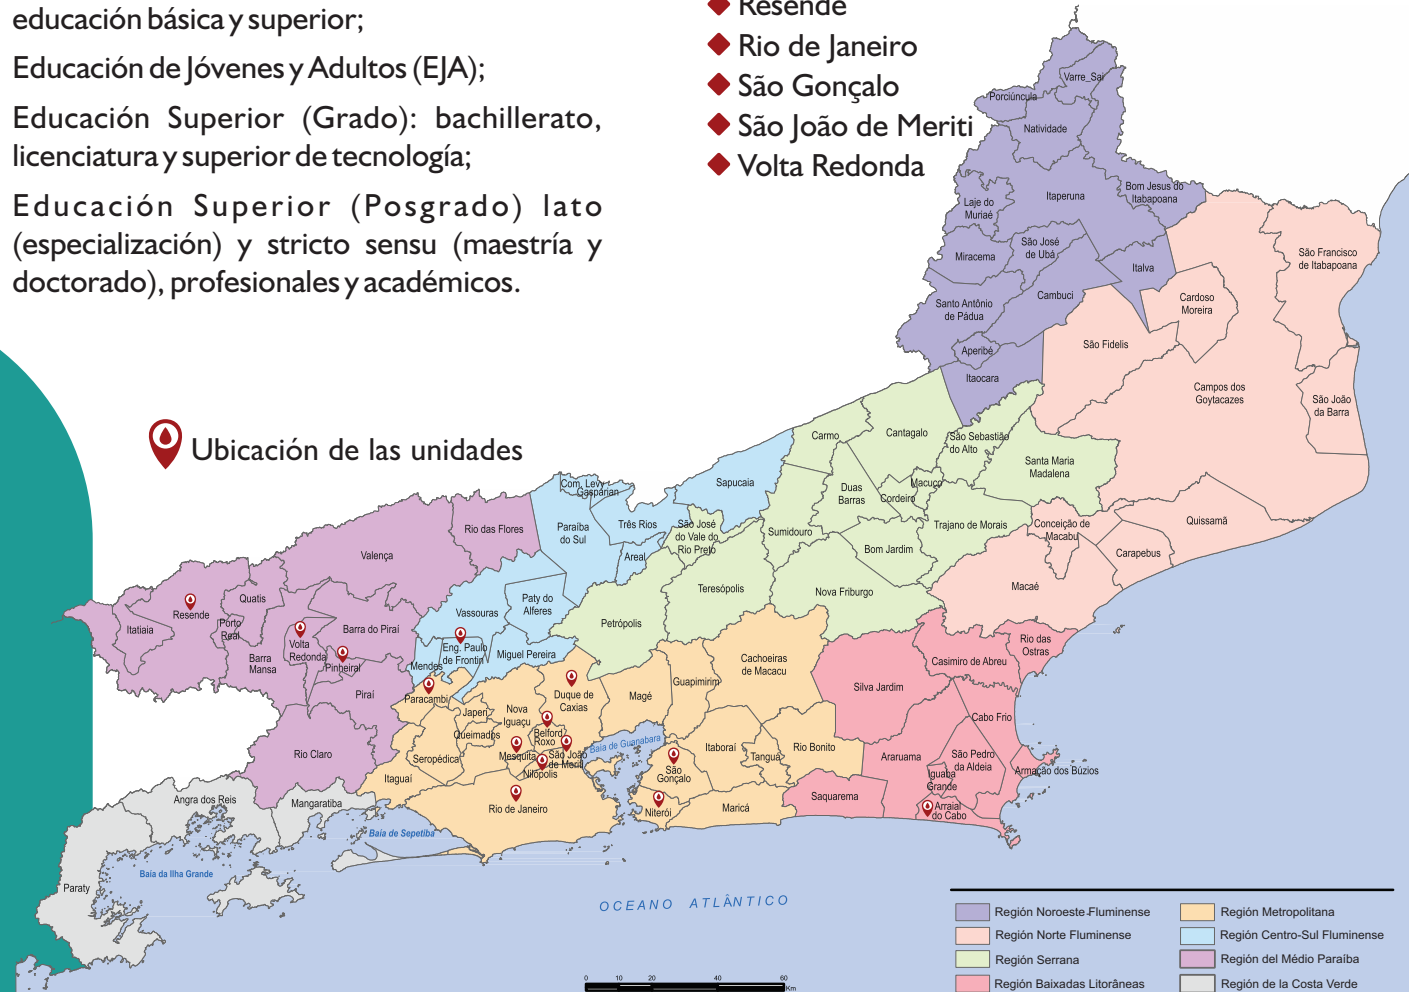 educación básica y superior;
Educación de Jóvenes y Adultos (EJA);
Educación Superior (Grado): bachillerato,
licenciatura y superior de tecnología;
Educación Superior (Posgrado) lato
(especialización) y stricto sensu (maestría y
doctorado), profesionales y académicos.
Resende
Rio de Janeiro
São Gonçalo
São João de Meriti
Volta Redonda
Ubicación de las unidades
Varre_Sai
Porciúncula
Natividade
Itaperuna
Bom Jesus do
Itabapoana
Laje do
Muriaé
São José
de Ubá
Miracema
Italva
Cambuci
Santo Antônio
de Pádua
Aperibé
Itaocara
São Francisco
de Itabapoana
Cardoso
Moreira
São Fidelis
Campos dos
Goytacazes
São João
da Barra
Quissamã
Conceição de
Macabu
Carapebus
Macaé
Carmo
Cantagalo
São Sebastião
do Alto
Santa Maria
Madalena
Duas
Barras
Macuco
Cordeiro
Trajano de Morais
Sumidouro
Bom Jardim
Nova Friburgo
São José
do Vale do
Rio Preto
Teresópolis
Petrópolis
Sapucaia
Com. Levy
Gasparian
Três Rios
Paraíba
do Sul
Areal
Paty do
Alferes
Vassouras
Eng. Paulo
de Frontin
Mendes
Miguel Pereira
Rio das Flores
Valença
Quatis
Resende
Itatiaia
Porto
Real
Barra
Mansa
Volta
Redonda
Barra do Piraí
Pinheiral
Piraí
Rio Claro
Paracambi
Japeri
Queimados
Seropédica
Itaguaí
Nova
Iguaçu
Duque de
Caxias
Belford
Roxo
Mesquita
São João
de Meriti
Nilópolis
Rio de Janeiro
Magé
Guapimirim
Cachoeiras
de Macacu
Itaboraí
Tanguá
Rio Bonito
São
Gonçalo
Niterói
Maricá
Silva Jardim
Casimiro de Abreu
Rio das
Ostras
Cabo Frio
Araruama
São Pedro
da Aldeia
Iguaba
Grande
Armação dos Búzios
Saquarema
Arraial
do Cabo
Angra dos Reis
Mangaratiba
Paraty
Baía de Guanabara
Baía de Sepetiba
Baía da Ilha Grande
OCEANO ATLÂNTICO
0 10 20 40 60
Km
Región Noroeste Fluminense
Región Norte Fluminense
Región Serrana
Región Baixadas Litorâneas
Región Metropolitana
Región Centro-Sul Fluminense
Región del Médio Paraíba
Región de la Costa Verde